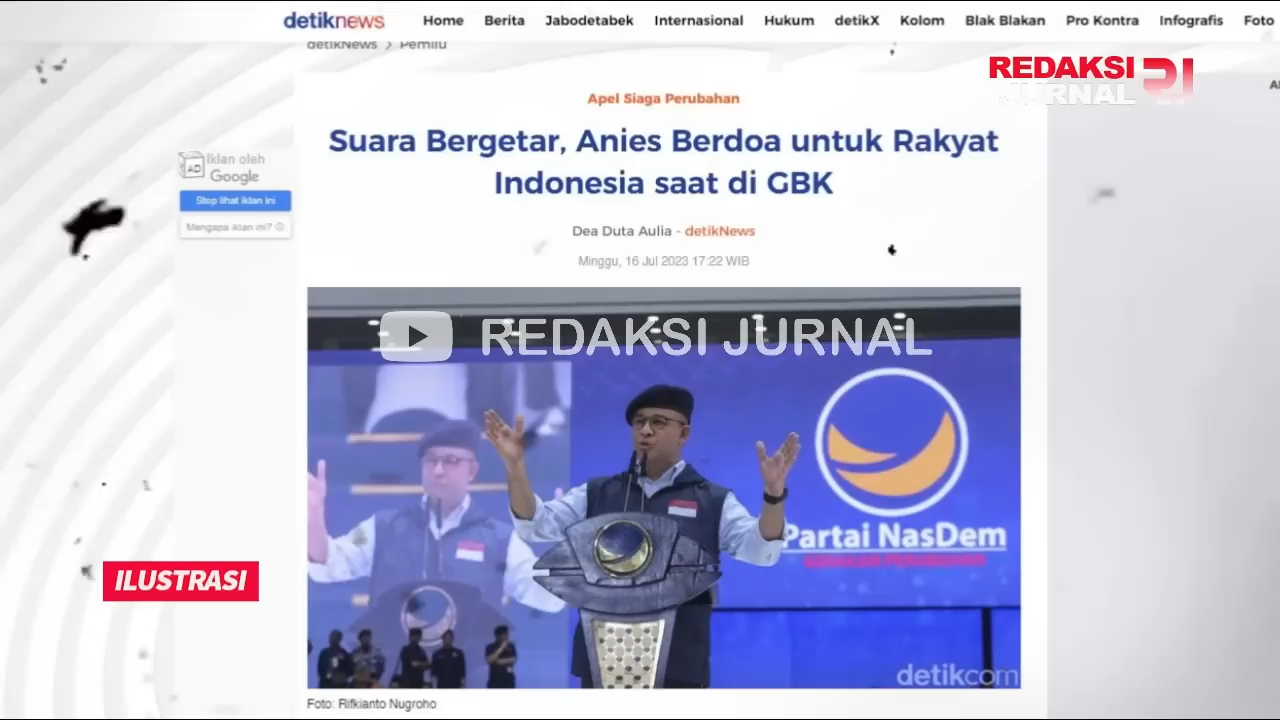 detiknews
Home Berita Jabodetabek Internasional Hukum detikX Kolom Blak Blakan Pro Kontra Infografis Foto
detikNews > Pemilu
REDAKSI
JURNAL RJ
Apel Siaga Perubahan
Suara Bergetar, Anies Berdoa untuk Rakyat
Indonesia saat di GBK
Iklan oleh
Google
Stop lihat iklan ini
Mengapa iklan ini?
Dea Duta Aulia - detikNews
Minggu, 16 Jul 2023 17:22 WIB
REDAKSI JURNAL
Partai NasDem
ILUSTRASI
detikcom
Foto: Rifkianto Nugroho